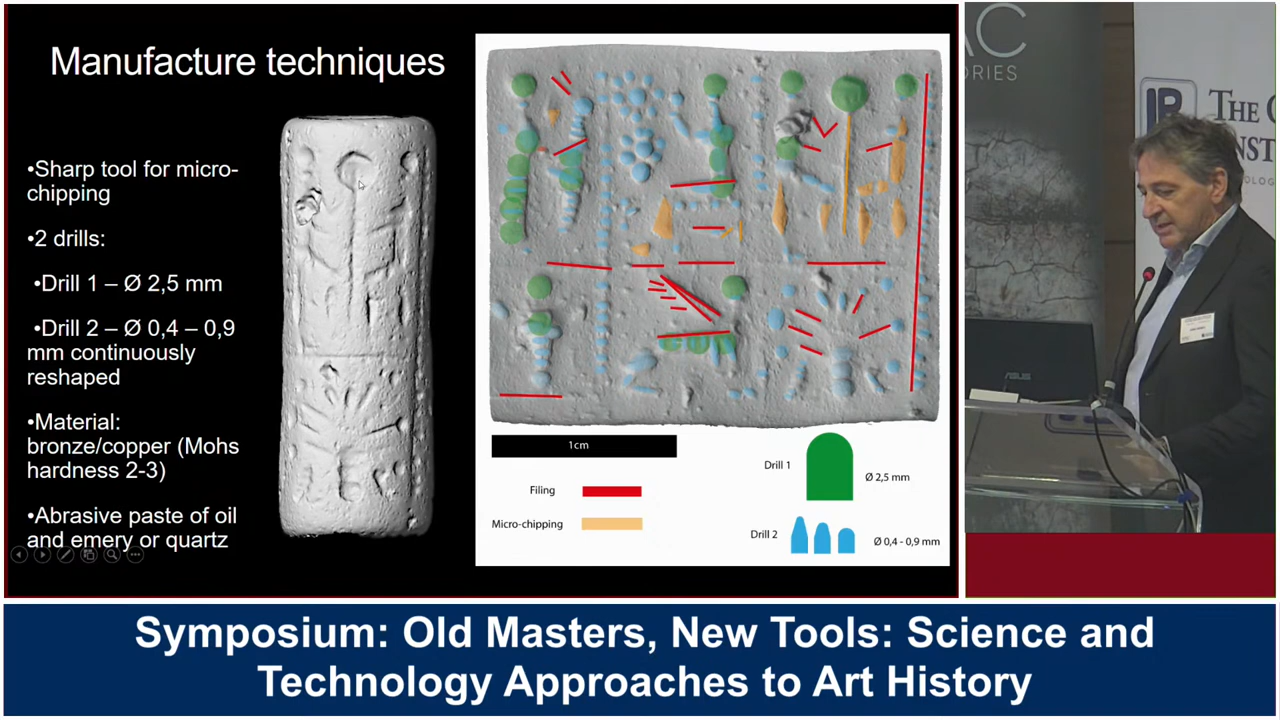 Manufacture techniques
•Sharp tool for micro-
chipping
•2 drills:
•Drill 1 – Ø 2,5 mm
•Drill 2 – Ø 0,4 – 0,9
mm continuously
reshaped
•Material:
bronze/copper (Mohs
hardness 2-3)
•Abrasive paste of oil
and emery or quartz
1cm
Filing
Micro-chipping
Drill 1
Ø 2,5 mm
Drill 2
Ø 0,4 - 0,9 mm
AC
ORIES
THE
ASUS
Symposium: Old Masters, New Tools: Science and
Technology Approaches to Art History